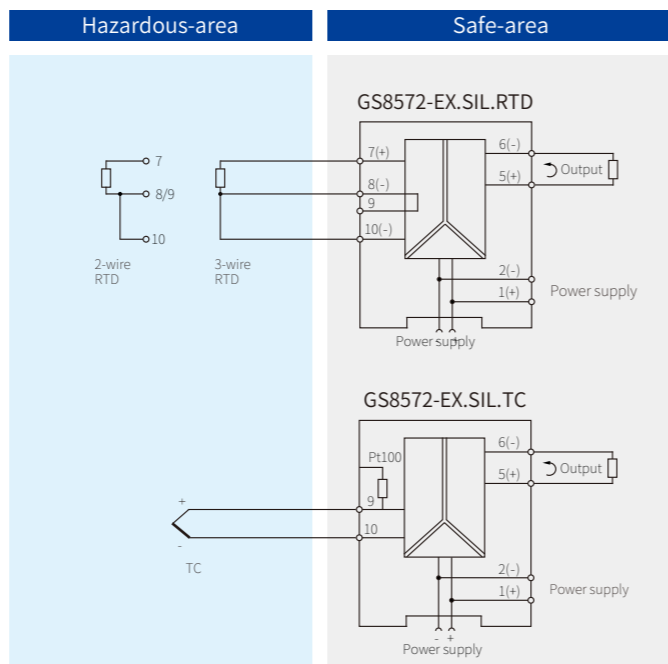 Hazardous-area
Safe-area
GS8572-EX.SIL.RTD
7
8/9
10
2-wire
RTD
3-wire
RTD
7(+)
8(-)
9
10(-)
6(-)
5(+)
Output
2(-)
1(+)
Power supply
- +
Power supply
GS8572-EX.SIL.TC
Pt100
9
10
+
-
TC
6(-)
5(+)
Output
2(-)
1(+)
Power supply
- +
Power supply